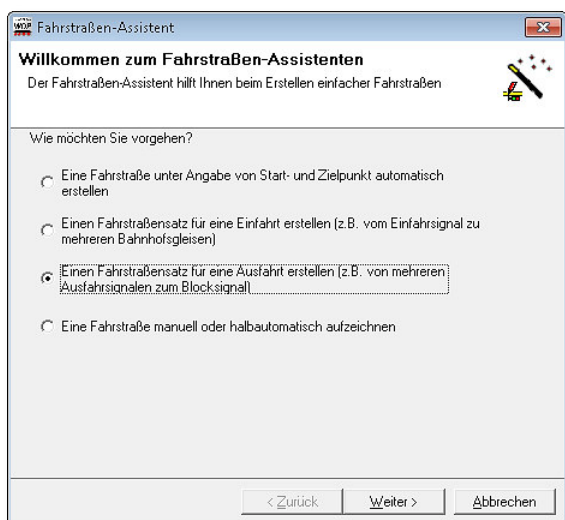 Fahrstraßen-Assistent
Willkommen zum Fahrstraßen-Assistenten
Der Fahrstraßen-Assistent hilft Ihnen beim Erstellen einfacher Fahrstraßen
Wie möchten Sie vorgehen?
Eine Fahrstraße unter Angabe von Start- und Zielpunkt automatisch
erstellen
Einen Fahrstraßensatz für eine Einfahrt erstellen (z.B. vom Einfahrsignal zu
mehreren Bahnhofsgleisen)
Einen Fahrstraßensatz für eine Ausfahrt erstellen (z.B. von mehreren
Ausfahrsignalen zum Blocksignal)
Eine Fahrstraße manuell oder halbautomatisch aufzeichnen
< Zurück Weiter > Abbrechen